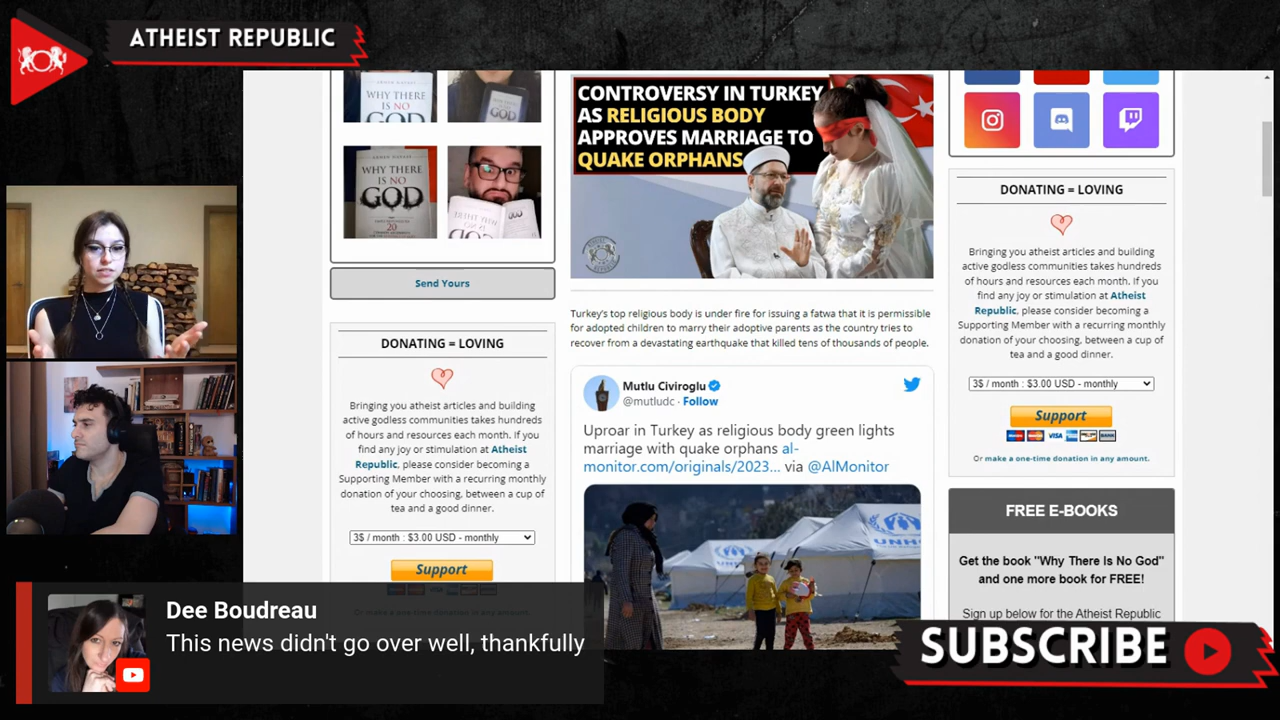 ATHEIST REPUBLIC
WHY THERE
IS NO
GOD
WHY THERE
IS NO
GOD
20
Send Yours
DONATING = LOVING
Bringing you atheist articles and building
active godless communities takes hundreds
of hours and resources each month. If you
find any joy or stimulation at Atheist
Republic, please consider becoming a
Supporting Member with a recurring monthly
donation of your choosing, between a cup of
tea and a good dinner.
3$ / month : $3.00 USD - monthly
Support
Or make a one-time donation in any amount.
CONTROVERSY IN TURKEY
AS RELIGIOUS BODY
APPROVES MARRIAGE TO
QUAKE ORPHANS
Turkey's top religious body is under fire for issuing a fatwa that it is permissible
for adopted children to marry their adoptive parents as the country tries to
recover from a devastating earthquake that killed tens of thousands of people.
Mutlu Civiroglu
@mutludc · Follow
Uproar in Turkey as religious body green lights
marriage with quake orphans al-
monitor.com/originals/2023... via @AlMonitor
UNHC
DONATING = LOVING
Bringing you atheist articles and building
active godless communities takes hundreds
of hours and resources each month. If you
find any joy or stimulation at Atheist
Republic, please consider becoming a
Supporting Member with a recurring monthly
donation of your choosing, between a cup of
tea and a good dinner.
3$ / month : $3.00 USD - monthly
Support
VISA
BANK
Or make a one-time donation in any amount.
FREE E-BOOKS
Get the book "Why There is No God"
and one more book for FREE!
Sign up below for the Atheist Republic
Dee Boudreau
This news didn't go over well, thankfully
SUBSCRIBE